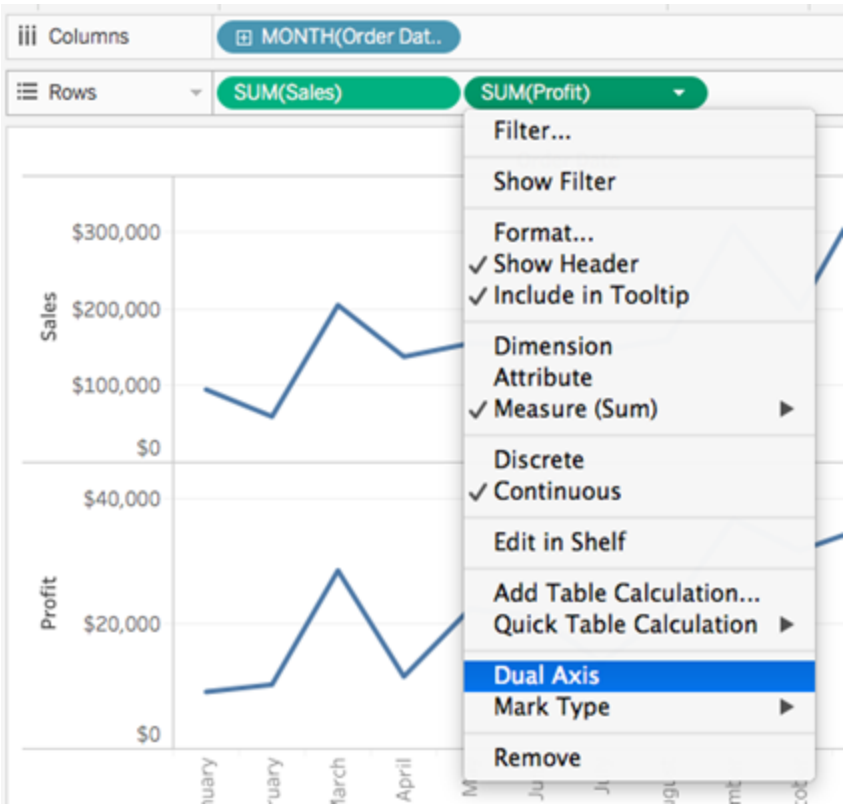 Columns
MONTH(Order Dat..
Rows
SUM(Sales)
SUM(Profit)
Filter...
Show Filter
Format...
Show Header
Include in Tooltip
Dimension
Attribute
Measure (Sum)
Discrete
Continuous
Edit in Shelf
Add Table Calculation...
Quick Table Calculation
Dual Axis
Mark Type
Remove
Sales
$300,000
$200,000
$100,000
$0
Profit
$40,000
$20,000
$0
nuary
ruary
March
April